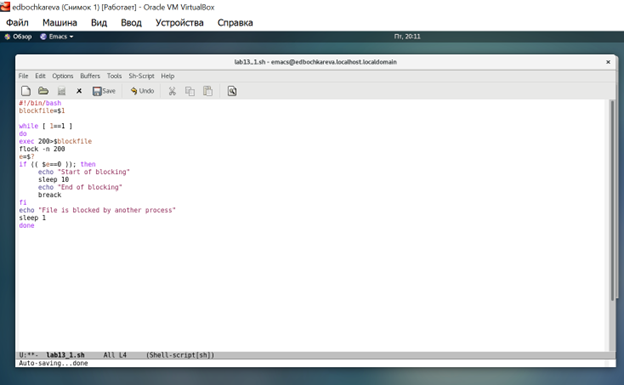 edbochkareva (Снимок 1) [Работает] - Oracle VM VirtualBox
Файл Машина Вид Ввод Устройства Справка
Обзор Emacs Пт, 20:11
lab13_1.sh - emacs@edbochkareva.localhost.localdomain
File Edit Options Buffers Tools Sh-Script Help
Save Undo
#!/bin/bash
blockfile=$1
while [ 1==1 ]
do
exec 200>$blockfile
flock -n 200
e=$?
if (( $e==0 )); then
echo "Start of blocking"
sleep 10
echo "End of blocking"
breack
fi
echo "File is blocked by another process"
sleep 1
done
U:**- lab13_1.sh All L4 (Shell-script[sh])
Auto-saving...done